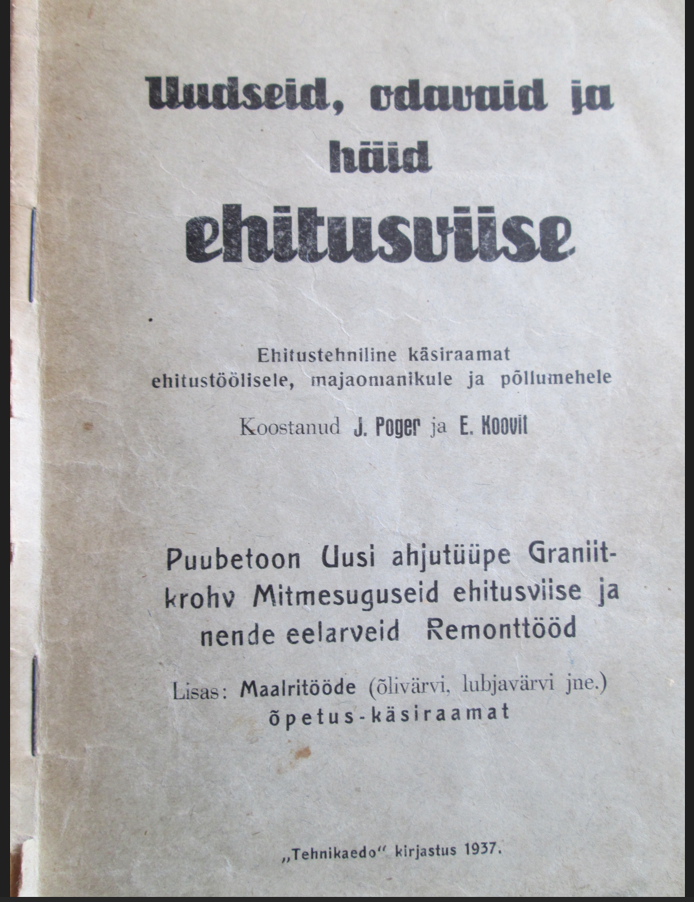 Uudseid, odavaid ja
häid
ehitusviise
Ehitustehniline käsiraamat
ehitustöölisele, majaomanikule ja põllumehele
Koostanud J. Poger ja E. Koovit
Puubetoon Uusi ahjutüüpe Graniit-
krohv Mitmesuguseid ehitusviise ja
nende eelarveid Remonttööd
Lisas: Maalritööde (õlivärvi, lubjavärvi jne.)
õpetus-käsiraamat
„Tehnikaedo“ kirjastus 1937.